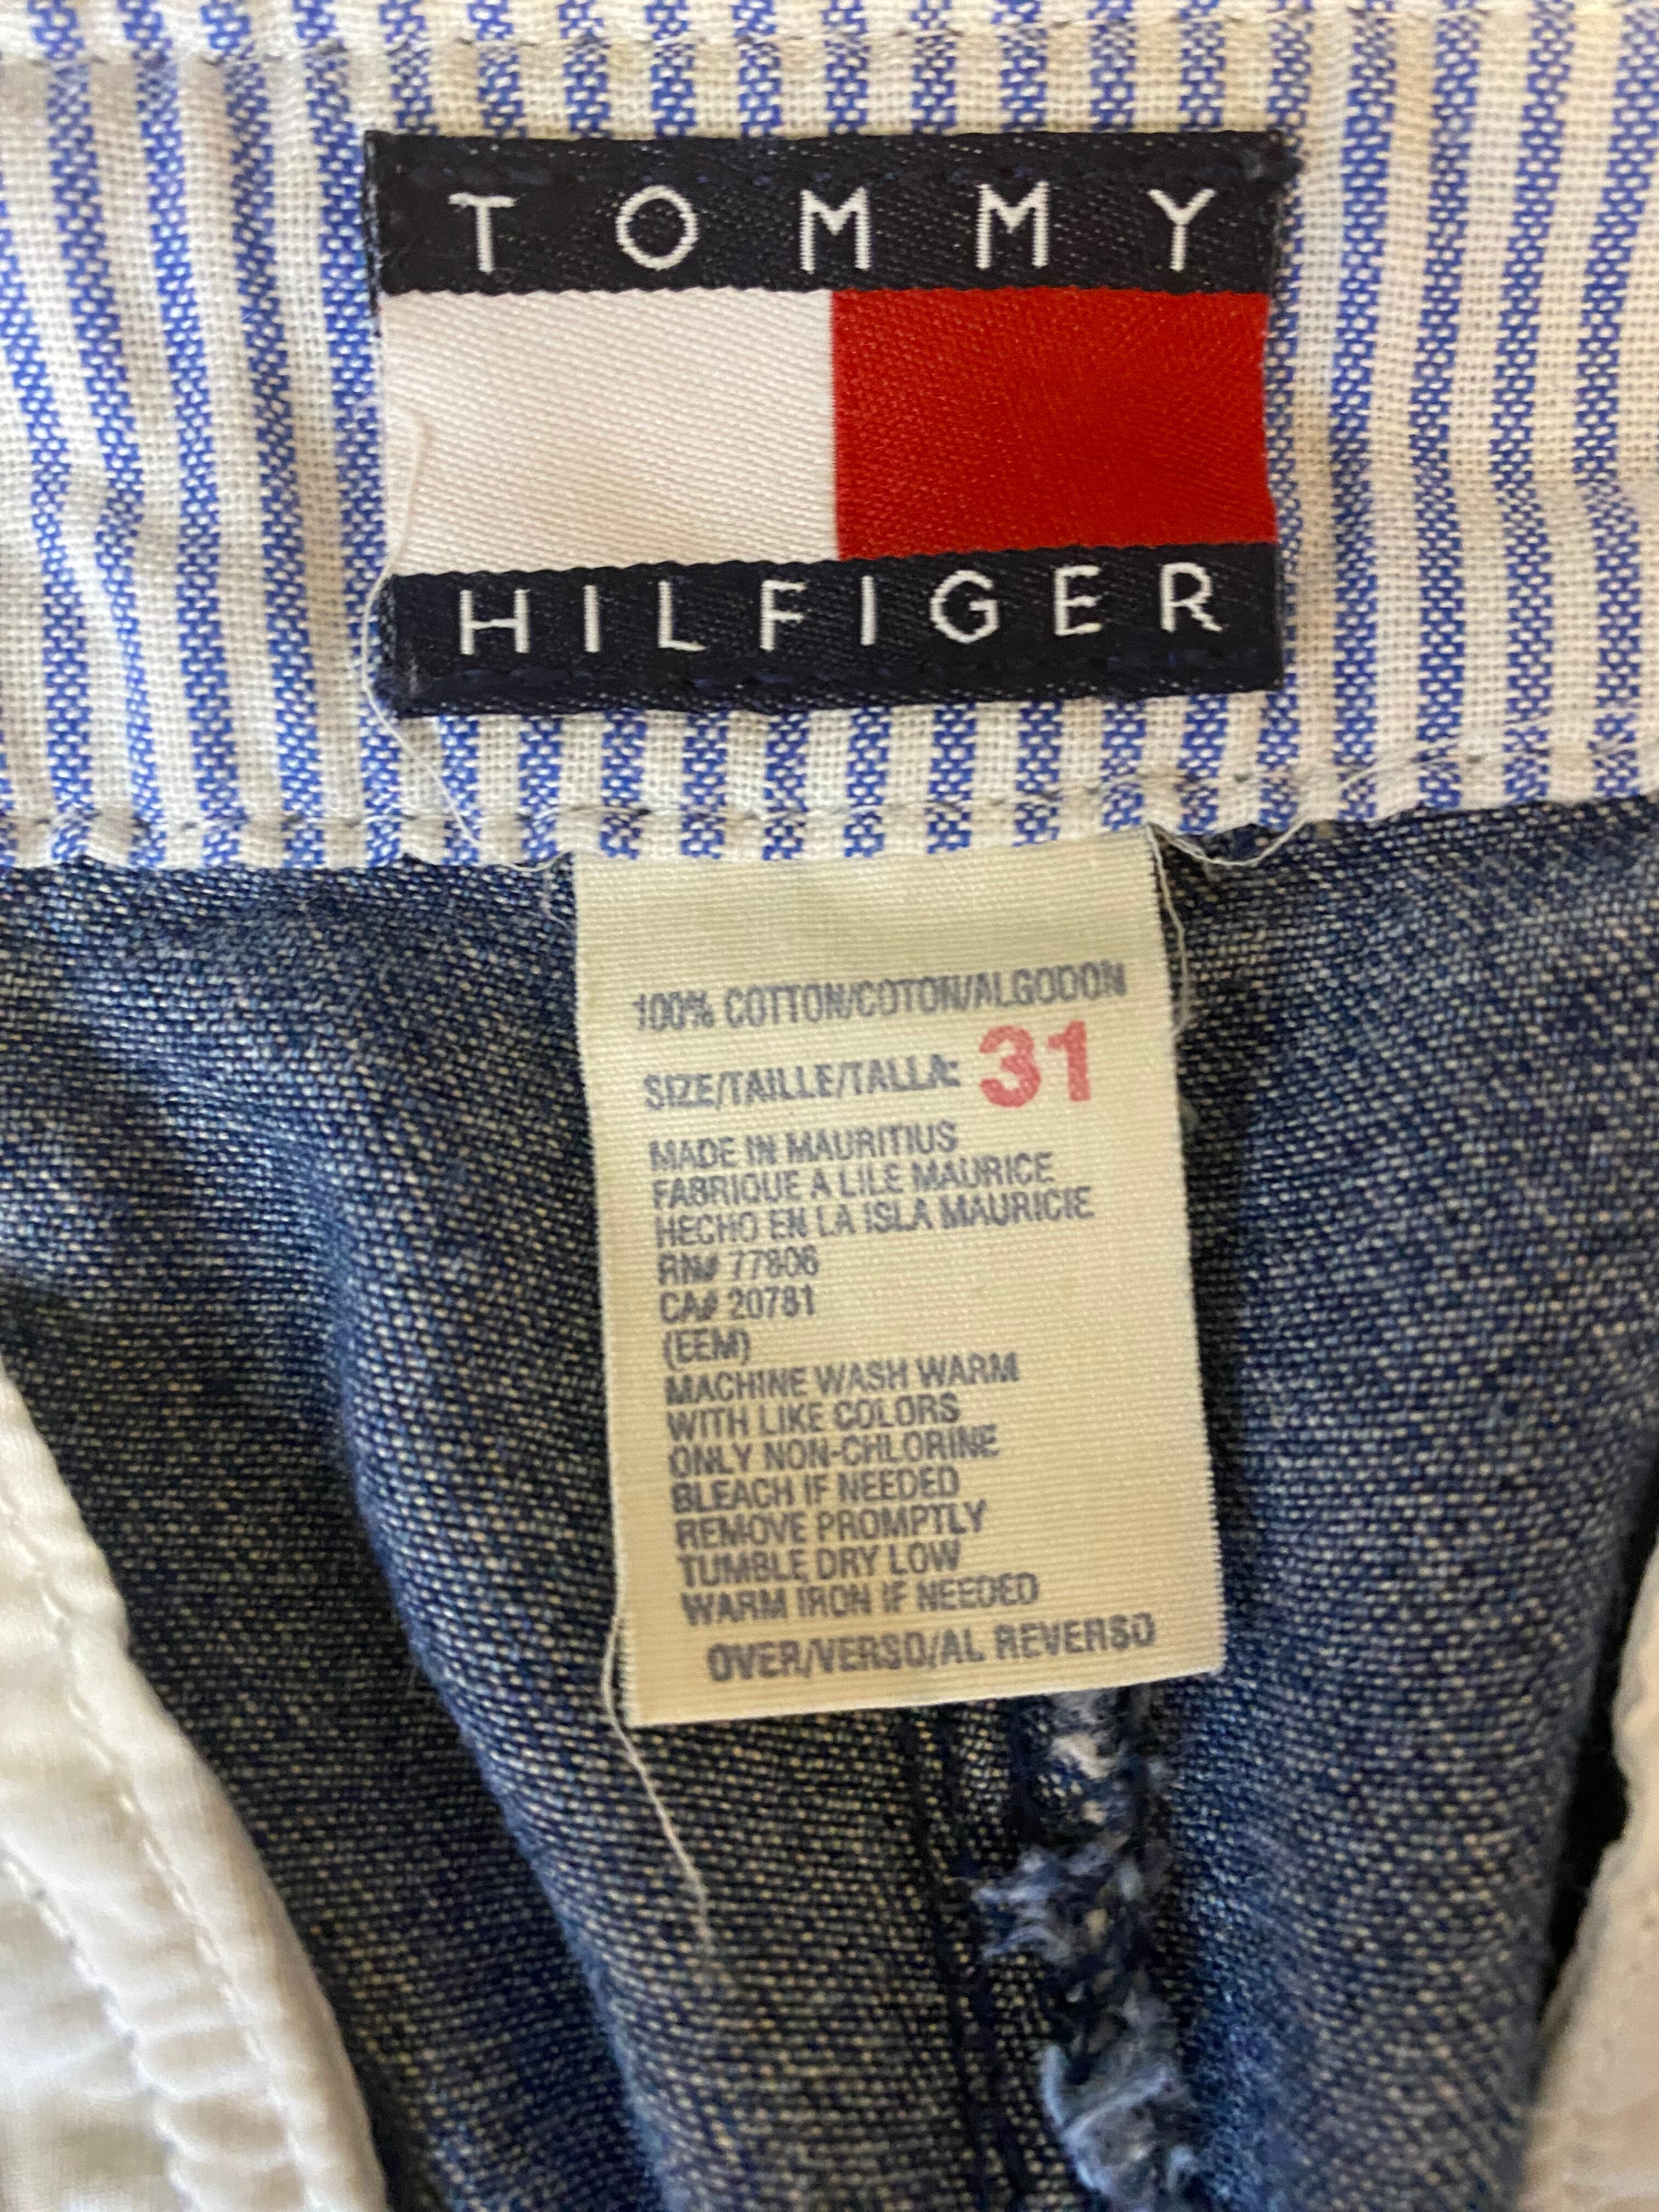 TOMMY
HILFIGER
100% COTTON/COTON/ALGODON
SIZE/TAILLE/TALLA: 31
MADE IN MAURITIUS
FABRIQUE A LILE MAURICE
HECHO EN LA ISLA MAURICIE
RN# 77806
CA# 20781
(EEM)
MACHINE WASH WARM
WITH LIKE COLORS
ONLY NON-CHLORINE
BLEACH IF NEEDED
REMOVE PROMPTLY
TUMBLE DRY LOW
WARM IRON IF NEEDED
OVER/VERSO/AL REVERSO